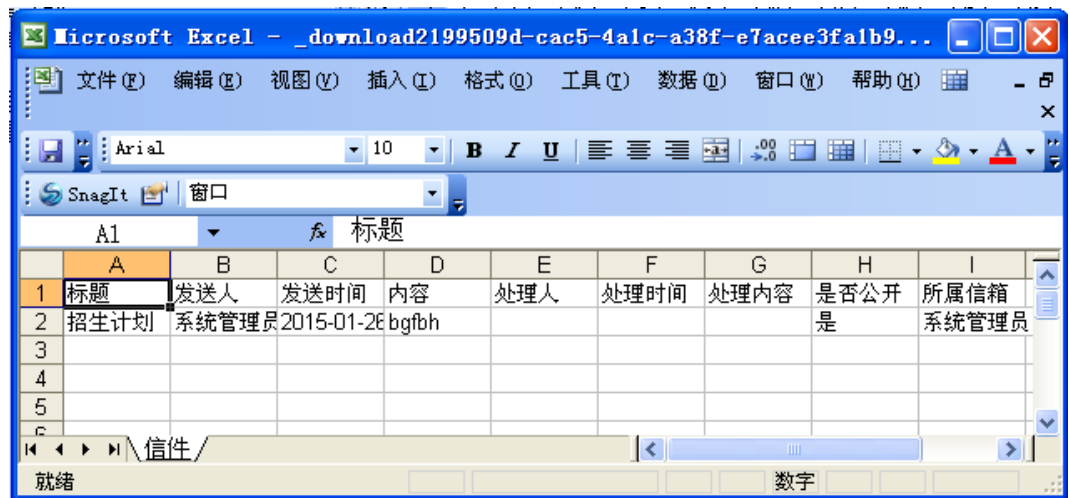 Microsoft Excel - _download2199509d-cac5-4a1c-a38f-e7acee3fa1b9...
文件(F) 编辑(E) 视图(V) 插入(I) 格式(O) 工具(T) 数据(D) 窗口(W) 帮助(H)
Arial 10 B I U A
SnagIt 窗口
A1 fx 标题
A B C D E F G H I
1 标题 发送人 发送时间 内容 处理人 处理时间 处理内容 是否公开 所属信箱
2 招生计划 系统管理员 2015-01-26 bgfbh 是 系统管理员
3
4
5
信件
就绪 数字